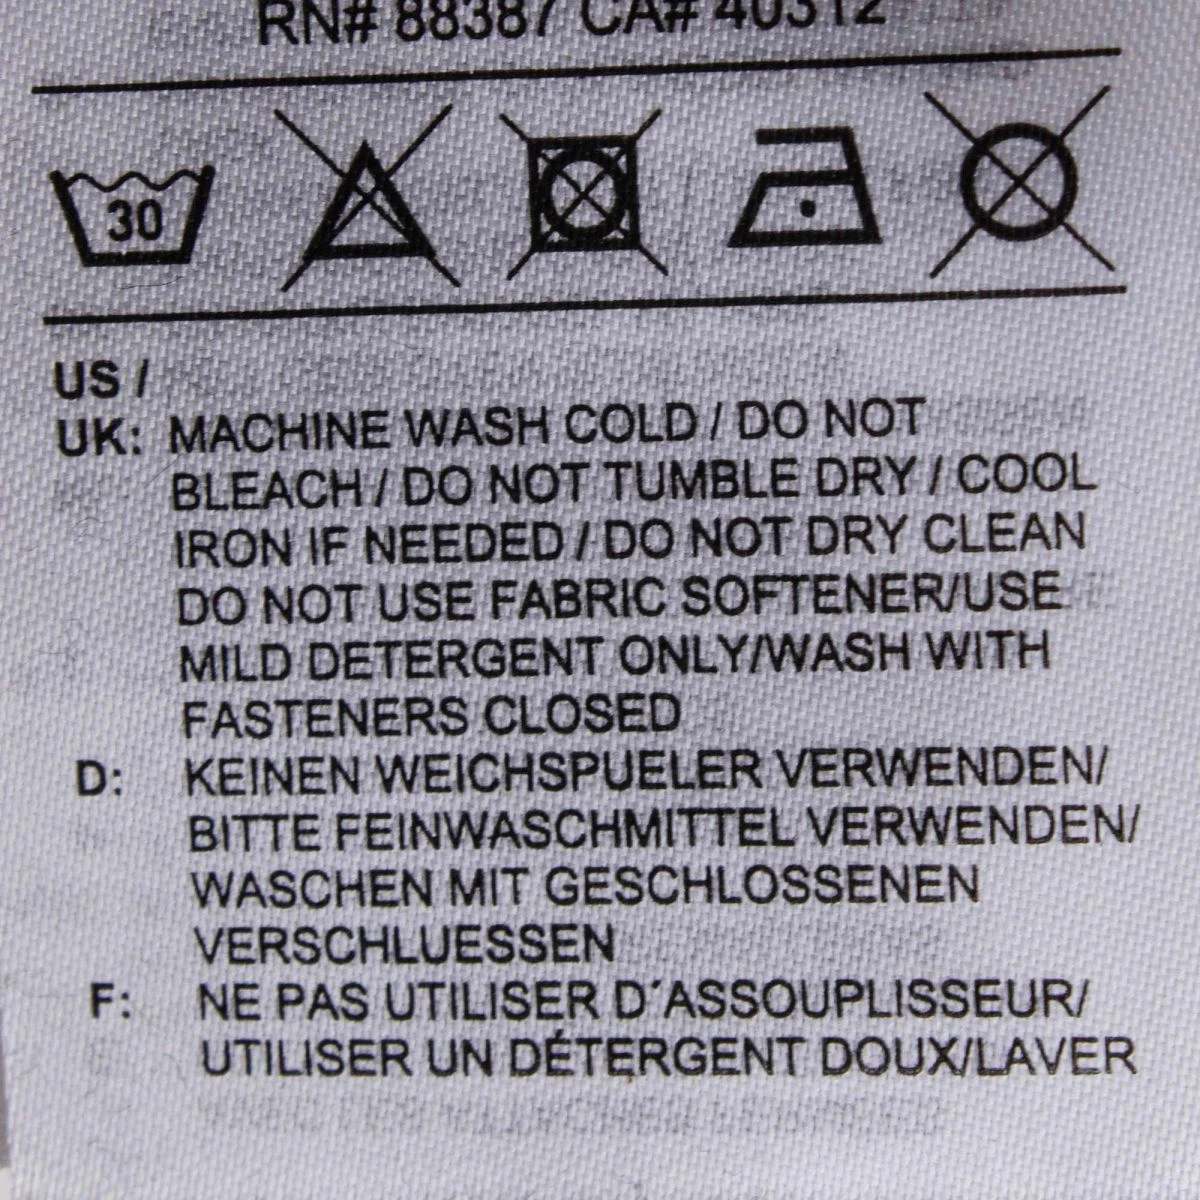 RN# 88387 CA# 40312
30
US /
UK: MACHINE WASH COLD / DO NOT
BLEACH / DO NOT TUMBLE DRY / COOL
IRON IF NEEDED / DO NOT DRY CLEAN
DO NOT USE FABRIC SOFTENER/USE
MILD DETERGENT ONLY/WASH WITH
FASTENERS CLOSED
D: KEINEN WEICHSPUELER VERWENDEN/
BITTE FEINWASCHMITTEL VERWENDEN/
WASCHEN MIT GESCHLOSSENEN
VERSCHLUESSEN
F: NE PAS UTILISER D´ASSOUPLISSEUR/
UTILISER UN DÉTERGENT DOUX/LAVER